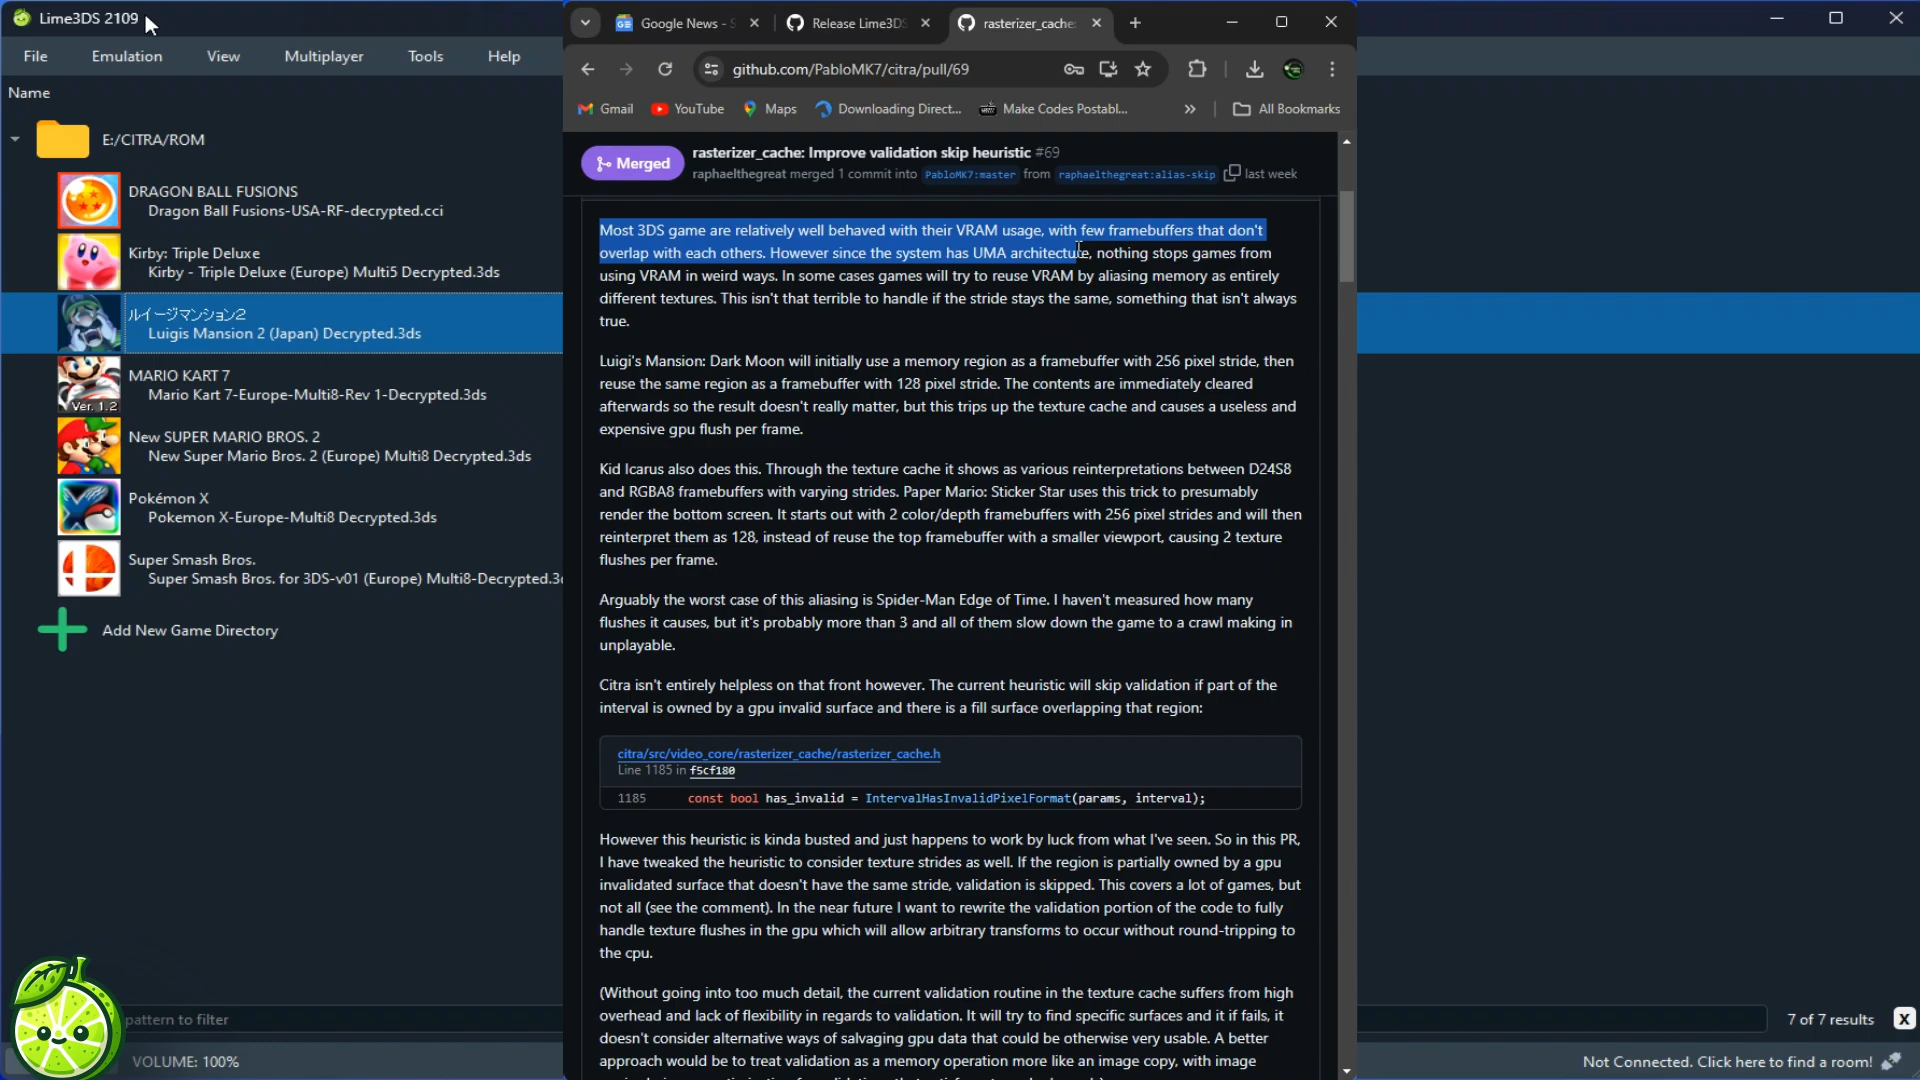 Lime3DS 2109
File Emulation View Multiplayer Tools Help
Name
E:/CITRA/ROM
DRAGON BALL FUSIONS
Dragon Ball Fusions-USA-RF-decrypted.cci
Kirby: Triple Deluxe
Kirby - Triple Deluxe (Europe) Multi5 Decrypted.3ds
ルイージマンション2
Luigis Mansion 2 (Japan) Decrypted.3ds
MARIO KART 7
Mario Kart 7-Europe-Multi8-Rev 1-Decrypted.3ds
Ver. 1.2
New SUPER MARIO BROS. 2
New Super Mario Bros. 2 (Europe) Multi8 Decrypted.3ds
Pokémon X
Pokemon X-Europe-Multi8 Decrypted.3ds
Super Smash Bros.
Super Smash Bros. for 3DS-v01 (Europe) Multi8-Decrypted.3
Add New Game Directory
pattern to filter
VOLUME: 100%
Google News - S
Release Lime3DS
rasterizer_cache:
github.com/PabloMK7/citra/pull/69
Gmail YouTube Maps Downloading Direct... Make Codes Postabl... » All Bookmarks
Merged
rasterizer_cache: Improve validation skip heuristic #69
raphaelthegreat merged 1 commit into PabloMK7:master from raphaelthegreat:alias-skip last week
Most 3DS game are relatively well behaved with their VRAM usage, with few framebuffers that don't
overlap with each others. However since the system has UMA architecture, nothing stops games from
using VRAM in weird ways. In some cases games will try to reuse VRAM by aliasing memory as entirely
different textures. This isn't that terrible to handle if the stride stays the same, something that isn't always
true.
Luigi's Mansion: Dark Moon will initially use a memory region as a framebuffer with 256 pixel stride, then
reuse the same region as a framebuffer with 128 pixel stride. The contents are immediately cleared
afterwards so the result doesn't really matter, but this trips up the texture cache and causes a useless and
expensive gpu flush per frame.
Kid Icarus also does this. Through the texture cache it shows as various reinterpretations between D24S8
and RGBA8 framebuffers with varying strides. Paper Mario: Sticker Star uses this trick to presumably
render the bottom screen. It starts out with 2 color/depth framebuffers with 256 pixel strides and will then
reinterpret them as 128, instead of reuse the top framebuffer with a smaller viewport, causing 2 texture
flushes per frame.
Arguably the worst case of this aliasing is Spider-Man Edge of Time. I haven't measured how many
flushes it causes, but it's probably more than 3 and all of them slow down the game to a crawl making in
unplayable.
Citra isn't entirely helpless on that front however. The current heuristic will skip validation if part of the
interval is owned by a gpu invalid surface and there is a fill surface overlapping that region:
citra/src/video_core/rasterizer_cache/rasterizer_cache.h
Line 1185 in f5cf180
1185 const bool has_invalid = IntervalHasInvalidPixelFormat(params, interval);
However this heuristic is kinda busted and just happens to work by luck from what I've seen. So in this PR,
I have tweaked the heuristic to consider texture strides as well. If the region is partially owned by a gpu
invalidated surface that doesn't have the same stride, validation is skipped. This covers a lot of games, but
not all (see the comment). In the near future I want to rewrite the validation portion of the code to fully
handle texture flushes in the gpu which will allow arbitrary transforms to occur without round-tripping to
the cpu.
(Without going into too much detail, the current validation routine in the texture cache suffers from high
overhead and lack of flexibility in regards to validation. It will try to find specific surfaces and it if fails, it
doesn't consider alternative ways of salvaging gpu data that could be otherwise very usable. A better
approach would be to treat validation as a memory operation more like an image copy, with image
7 of 7 results X
Not Connected. Click here to find a room!